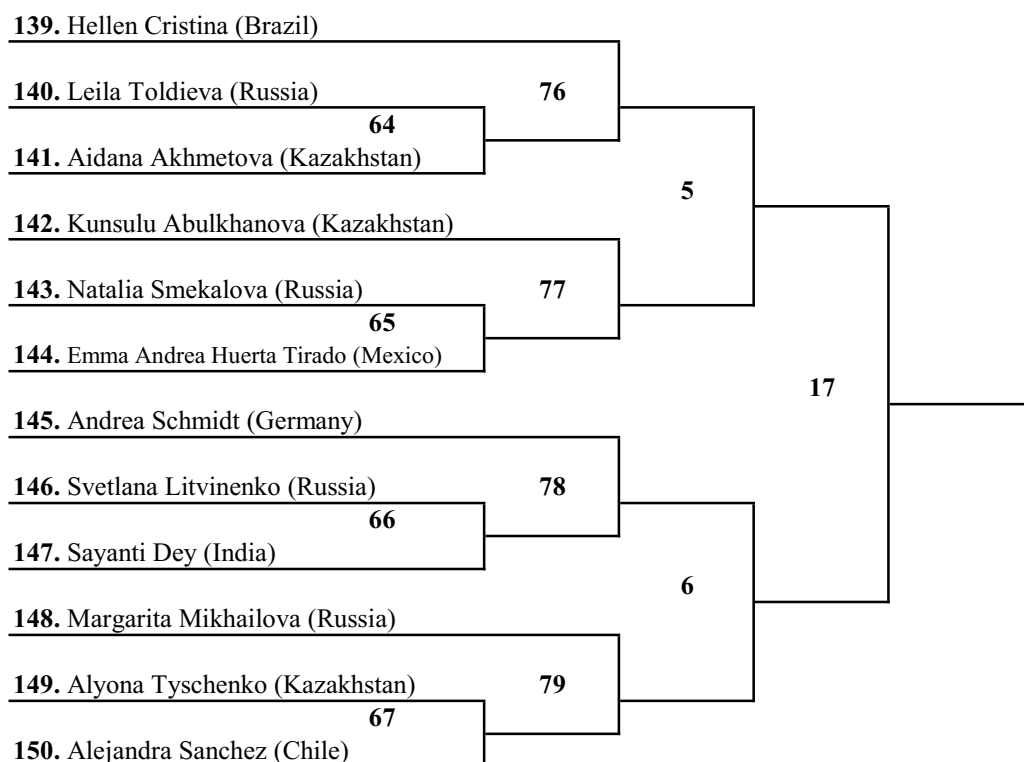 139. Hellen Cristina (Brazil)
140. Leila Toldieva (Russia)
76
64
141. Aidana Akhmetova (Kazakhstan)
5
142. Kunsulu Abulkhanova (Kazakhstan)
143. Natalia Smekalova (Russia)
77
65
144. Emma Andrea Huerta Tirado (Mexico)
17
145. Andrea Schmidt (Germany)
146. Svetlana Litvinenko (Russia)
78
66
147. Sayanti Dey (India)
6
148. Margarita Mikhailova (Russia)
149. Alyona Tyschenko (Kazakhstan)
79
67
150. Alejandra Sanchez (Chile)